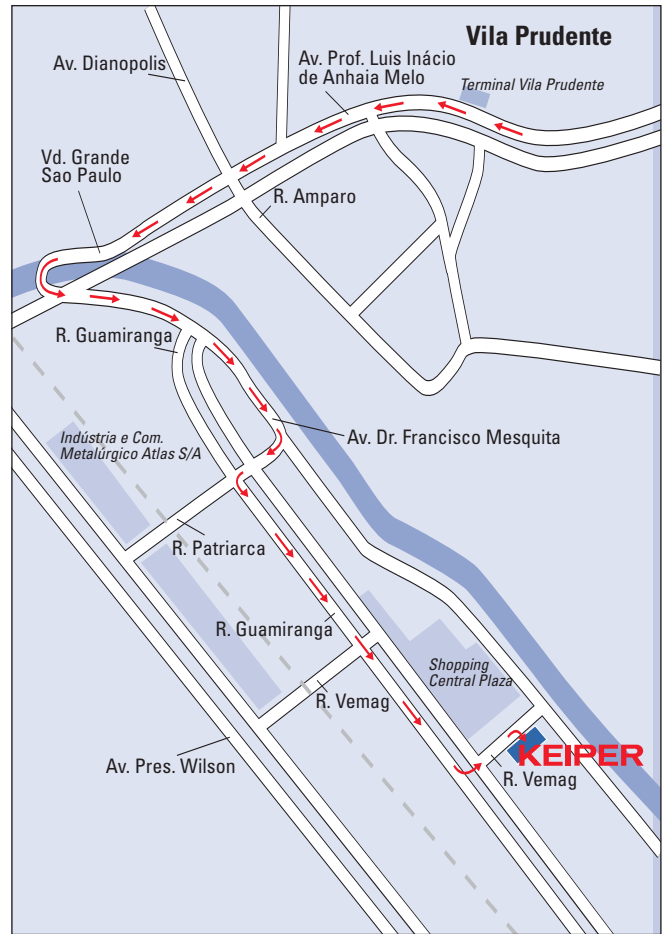 Vila Prudente
Av. Dianopolis
Av. Prof. Luis Inácio
de Anhaia Melo
Terminal Vila Prudente
Vd. Grande
Sao Paulo
R. Amparo
R. Guamiranga
Indústria e Com.
Metalúrgico Atlas S/A
Av. Dr. Francisco Mesquita
R. Patriarca
R. Guamiranga
Shopping
Central Plaza
R. Vemag
Av. Pres. Wilson
KEIPER
R. Vemag